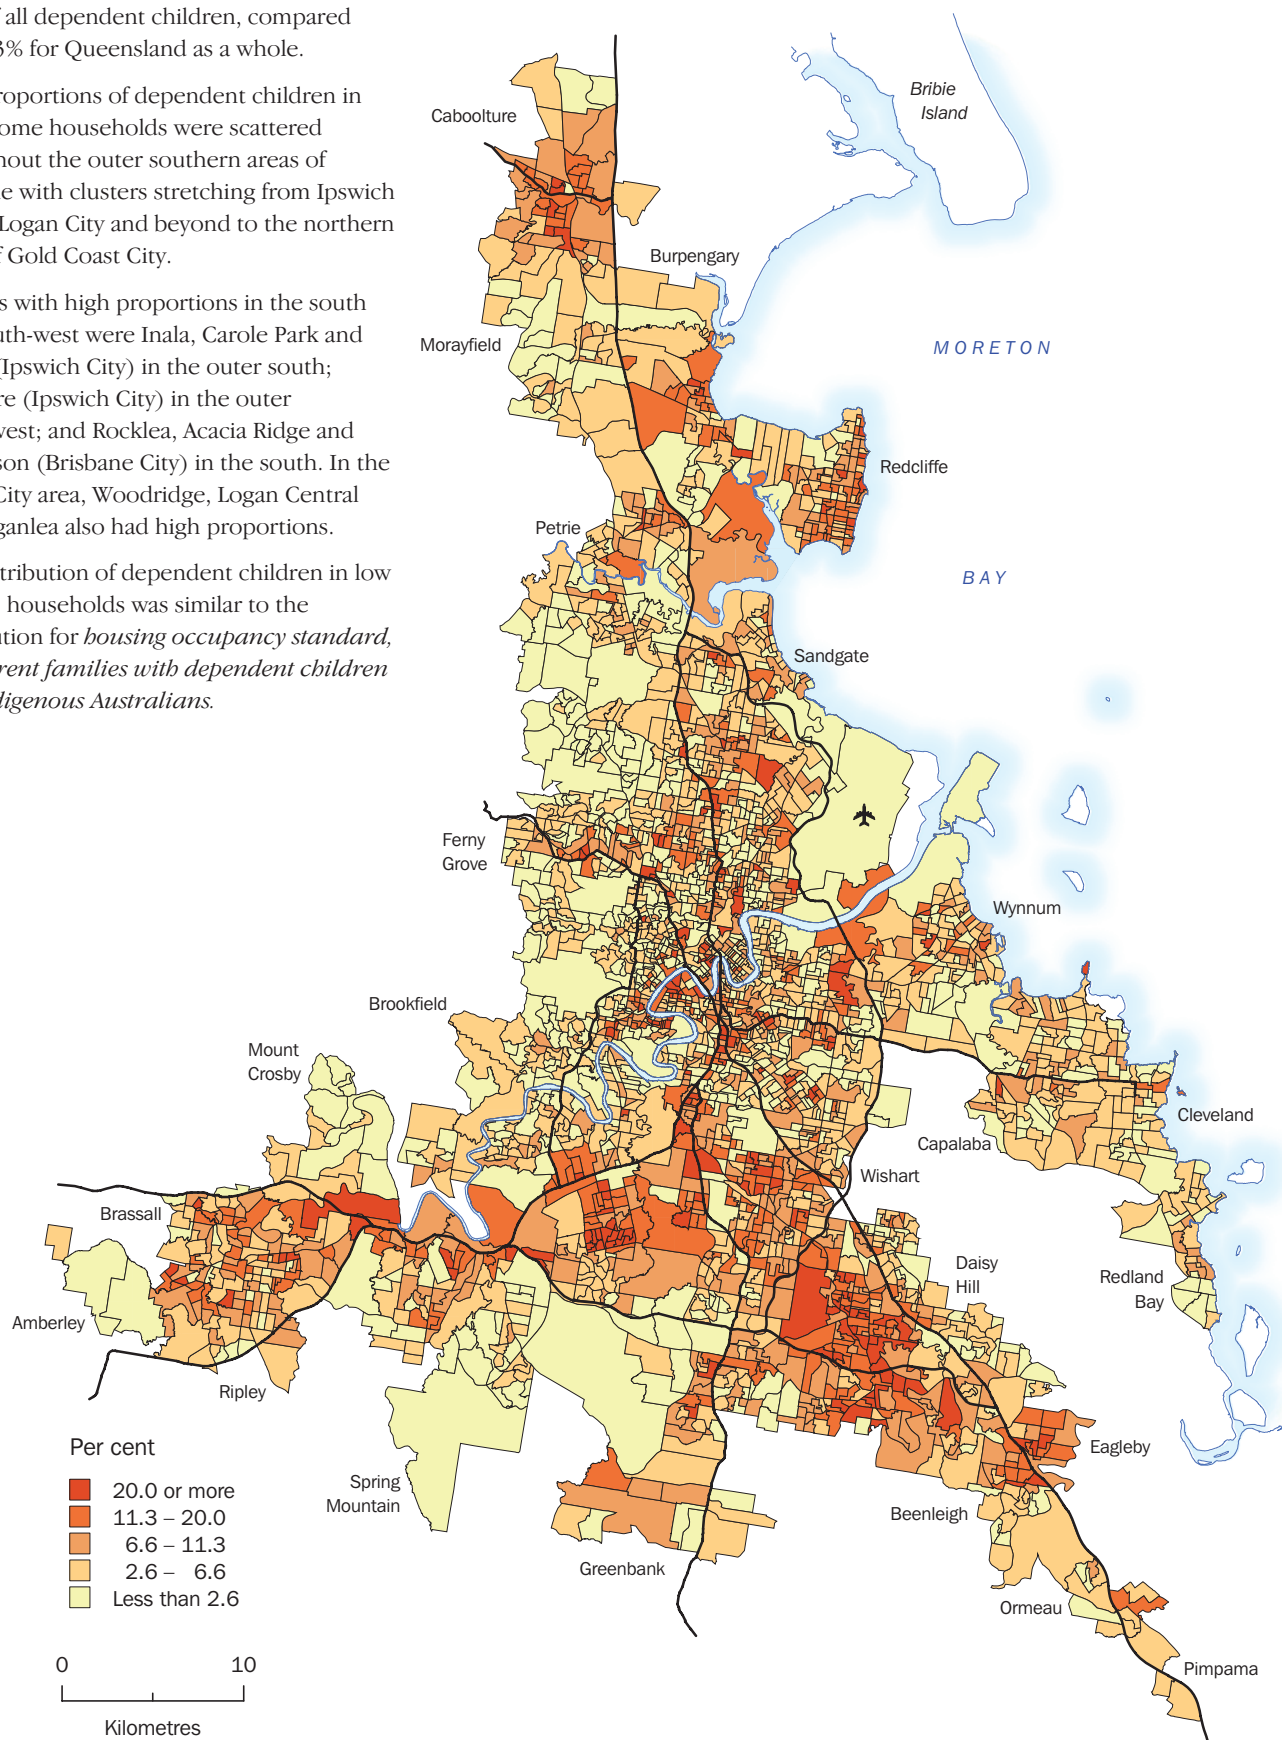 all dependent children, compared
3% for Queensland as a whole.
roportions of dependent children in
ome households were scattered
hout the outer southern areas of
e with clusters stretching from Ipswich
Logan City and beyond to the northern
f Gold Coast City.
s with high proportions in the south
uth-west were Inala, Carole Park and
(Ipswich City) in the outer south;
re (Ipswich City) in the outer
west; and Rocklea, Acacia Ridge and
son (Brisbane City) in the south. In the
City area, Woodridge, Logan Central
ganlea also had high proportions.
tribution of dependent children in low
households was similar to the
ution for housing occupancy standard,
rent families with dependent children
digenous Australians.
Bribie
Island
Caboolture
Burpengary
MORETON
Morayfield
Redcliffe
Petrie
BAY
Sandgate
Ferny
Grove
Wynnum
Brookfield
Mount
Crosby
Cleveland
Capalaba
Wishart
Brassall
Daisy
Hill
Redland
Bay
Amberley
Ripley
Eagleby
Spring
Mountain
Beenleigh
Greenbank
Ormeau
Pimpama
Per cent
20.0 or more
11.3 – 20.0
6.6 – 11.3
2.6 – 6.6
Less than 2.6
0 10
Kilometres